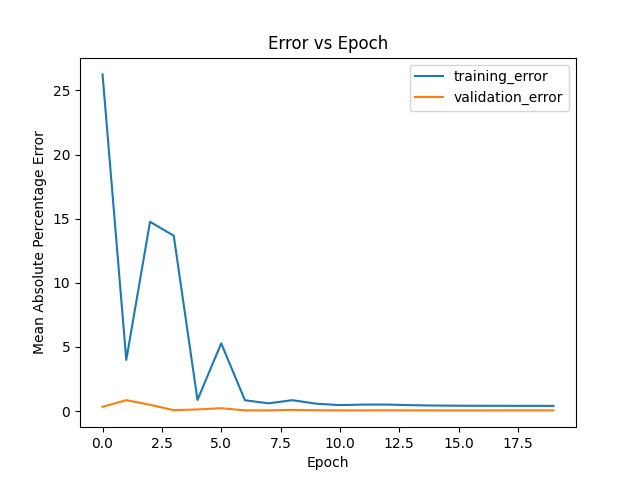 Error vs Epoch
training_error
validation_error
Mean Absolute Percentage Error
25
20
15
10
5
0
0.0 2.5 5.0 7.5 10.0 12.5 15.0 17.5
Epoch